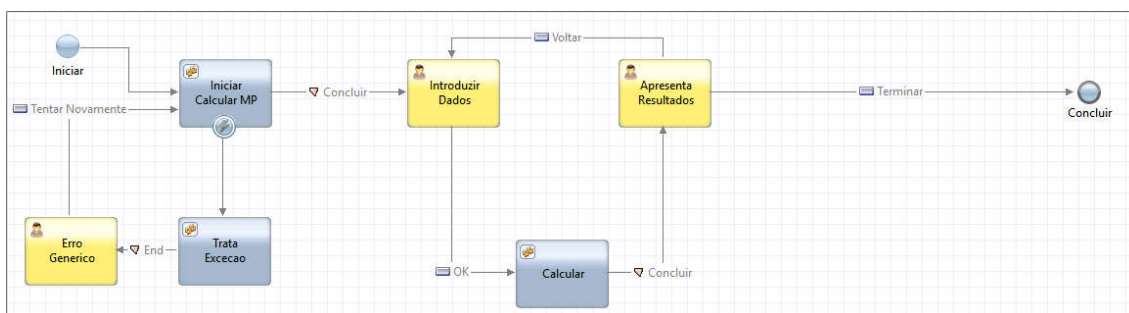 Voltar
Iniciar
Iniciar
Calcular MP
Concluir
Introduzir
Dados
Apresenta
Resultados
Terminar
Concluir
Tentar Novamente
Erro
Generico
End
Trata
Excecao
OK
Calcular
Concluir